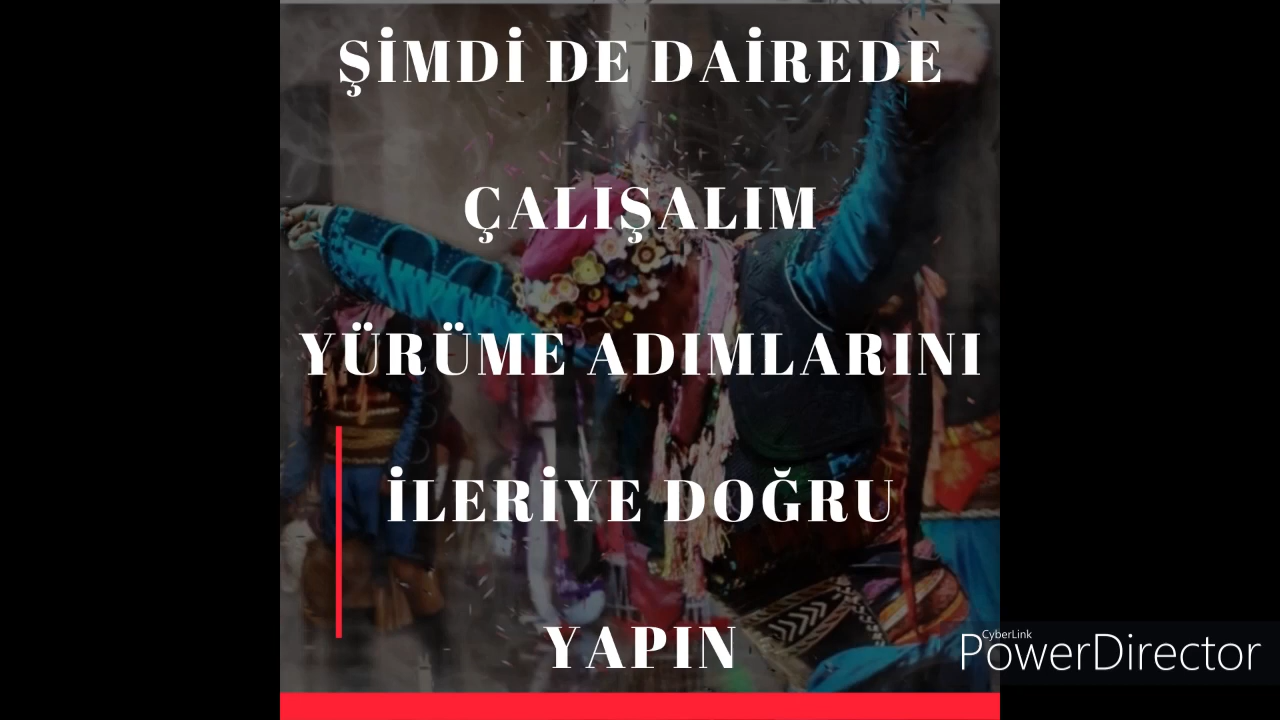 ŞİMDİ DE DAİREDE
ÇALIŞALIM
YÜRÜME ADIMLARINI
İLERİYE DOĞRU
YAPIN
CyberLink
PowerDirector